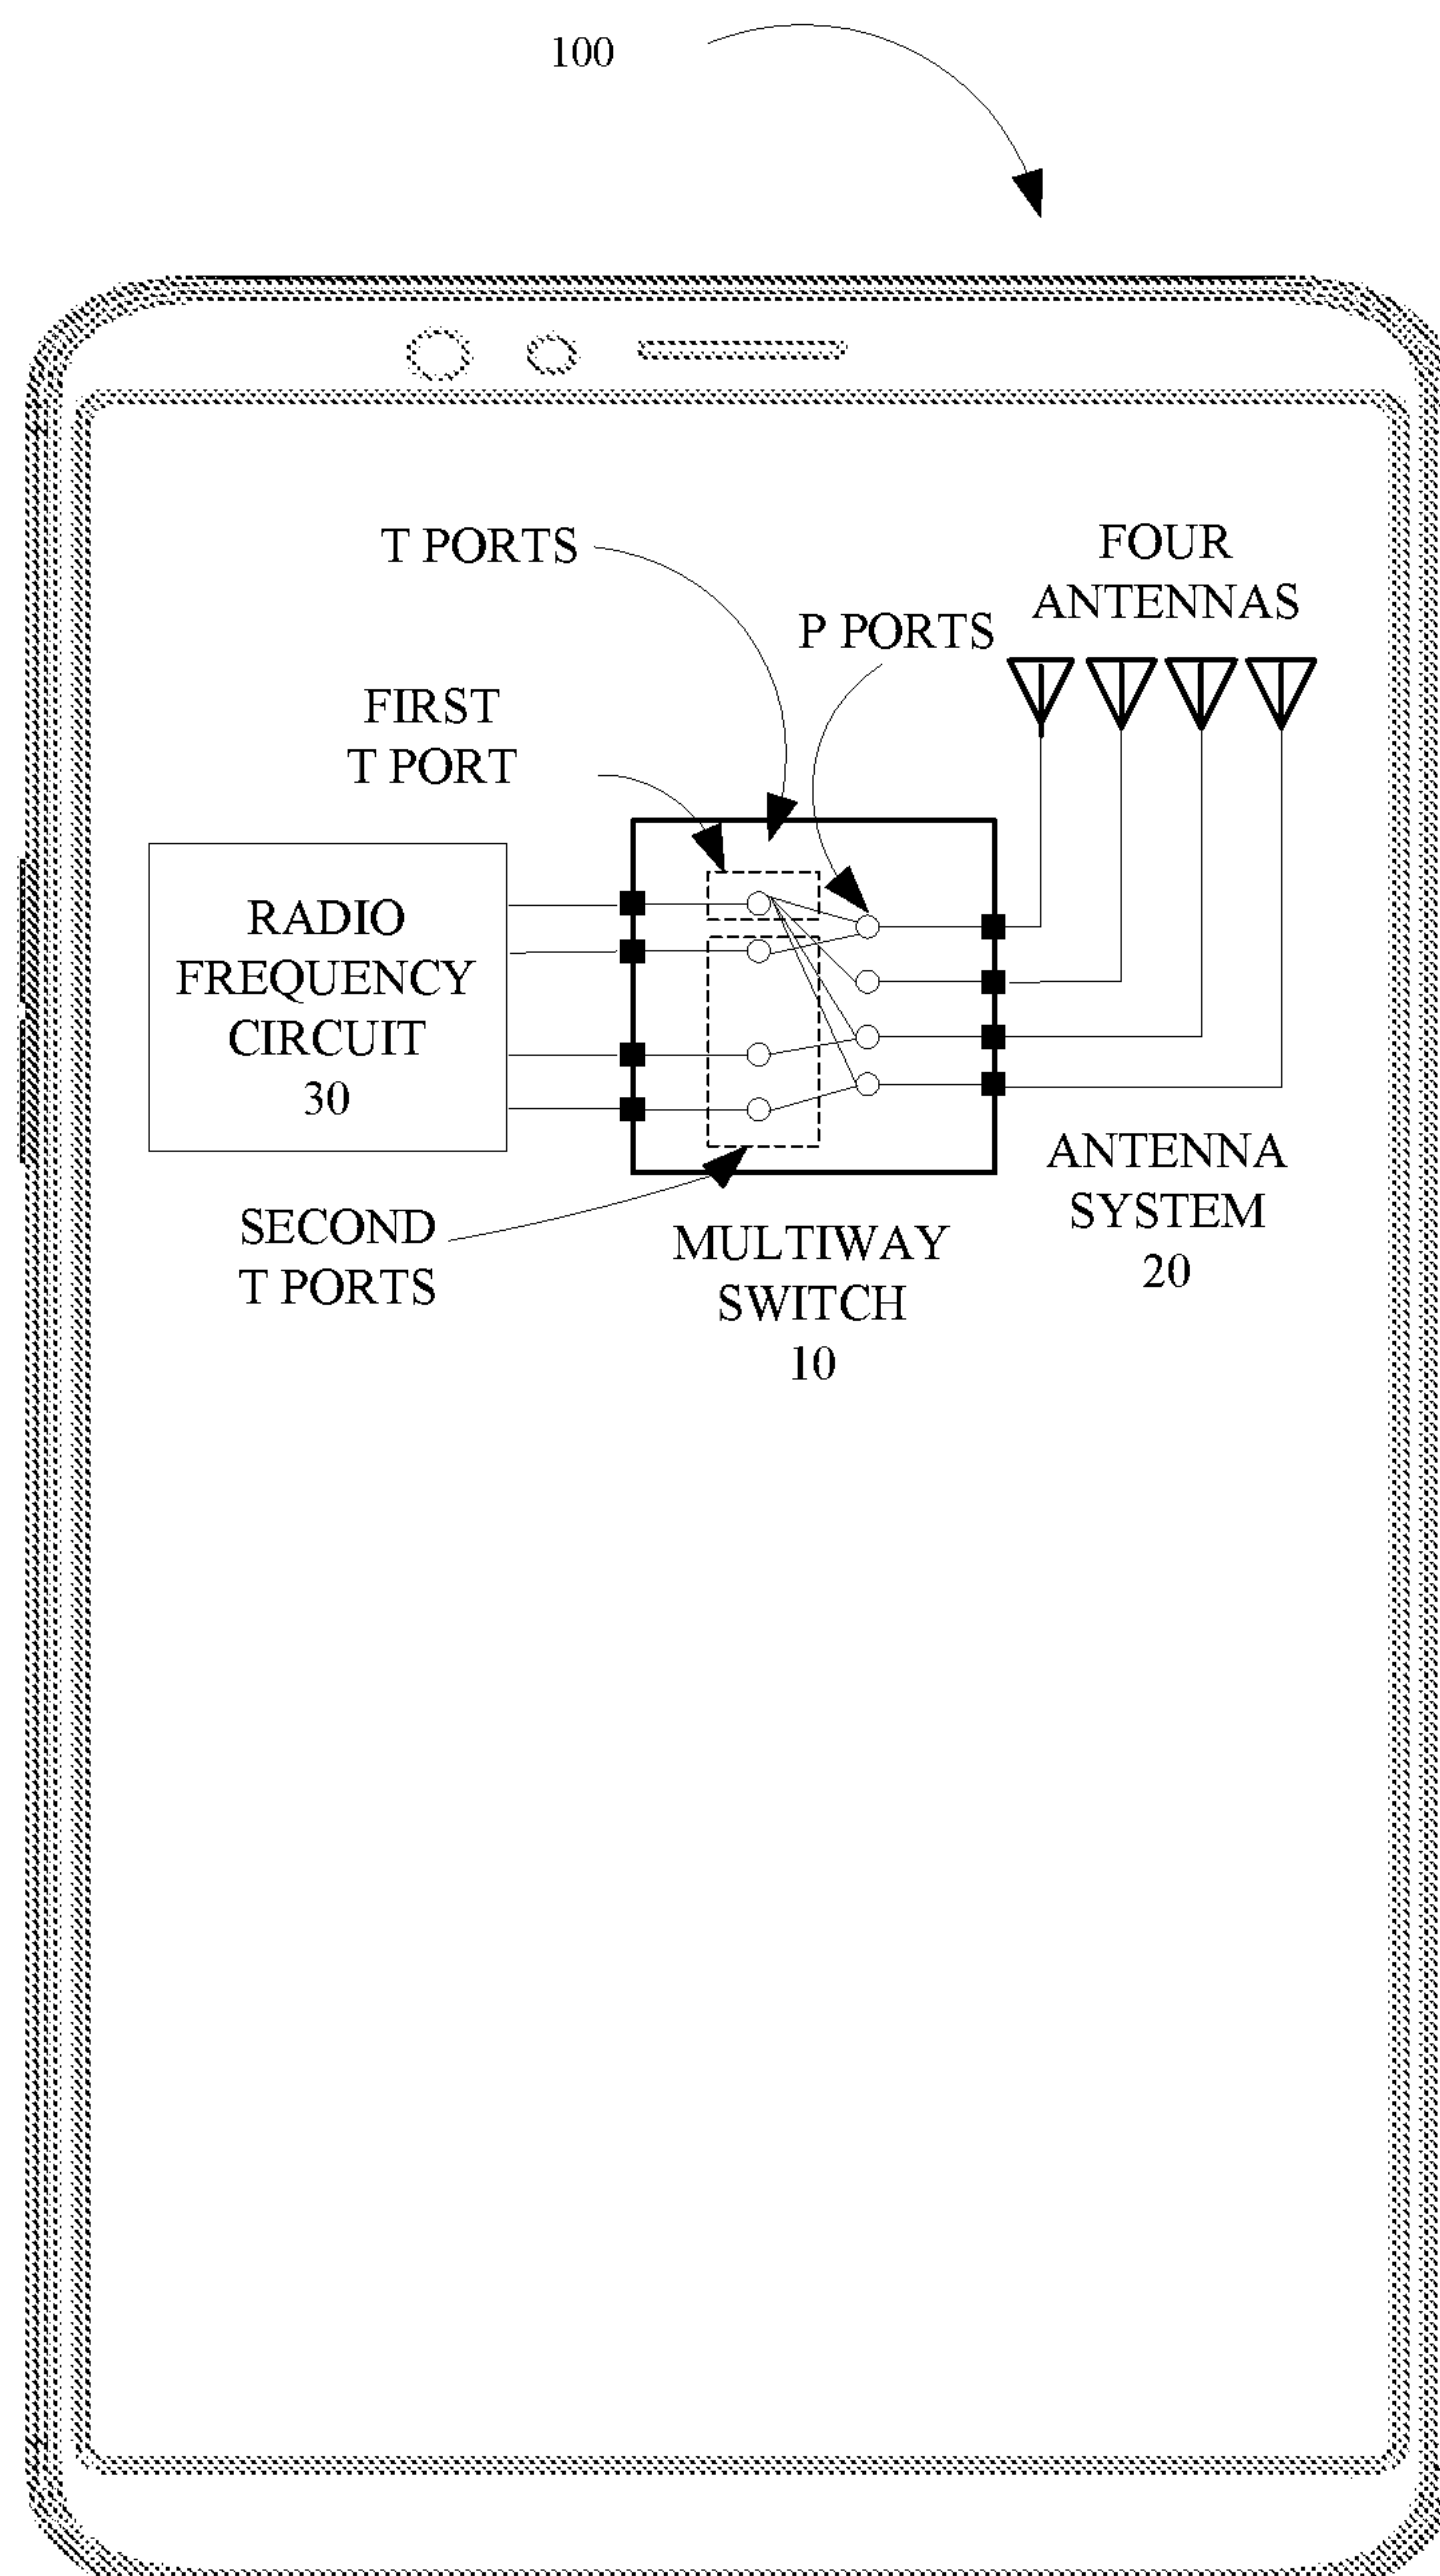 100
T PORTS
FOUR
ANTENNAS
P PORTS
FIRST
T PORT
RADIO
FREQUENCY
CIRCUIT
30
SECOND
T PORTS
MULTIWAY
SWITCH
10
ANTENNA
SYSTEM
20